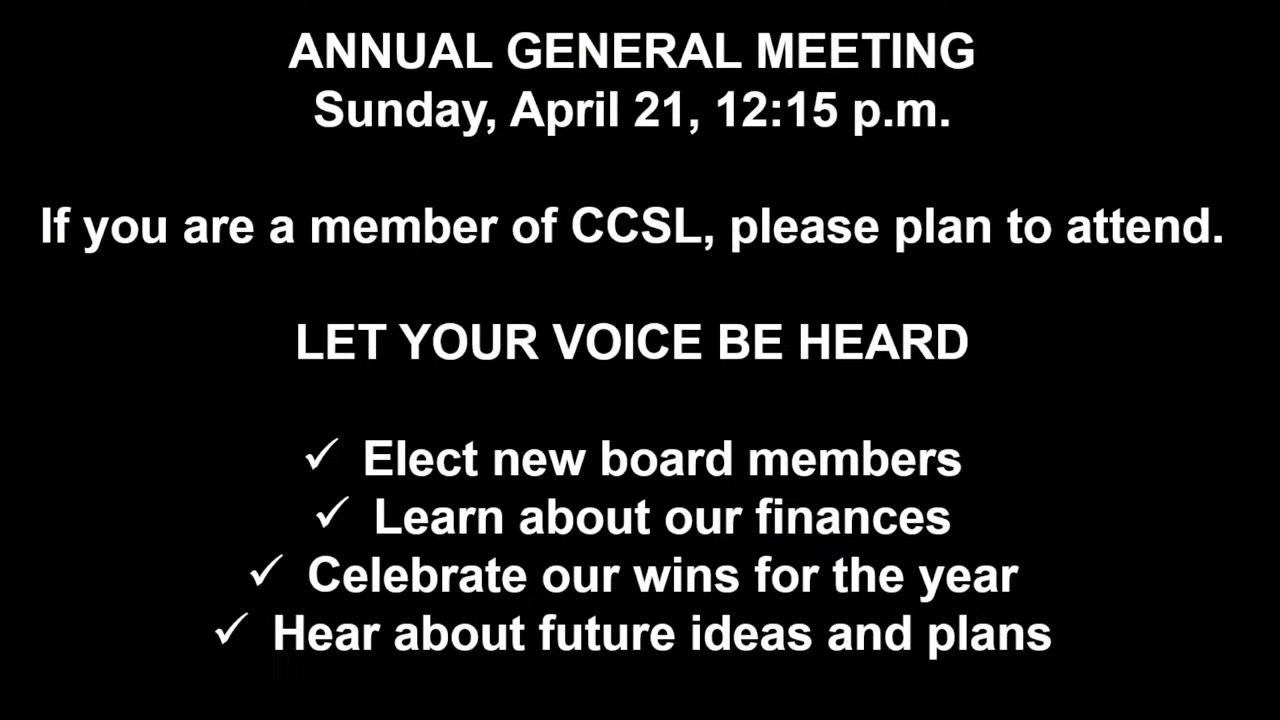 ANNUAL GENERAL MEETING
Sunday, April 21, 12:15 p.m.
If you are a member of CCSL, please plan to attend.
LET YOUR VOICE BE HEARD
✓ Elect new board members
✓ Learn about our finances
✓ Celebrate our wins for the year
✓ Hear about future ideas and plans